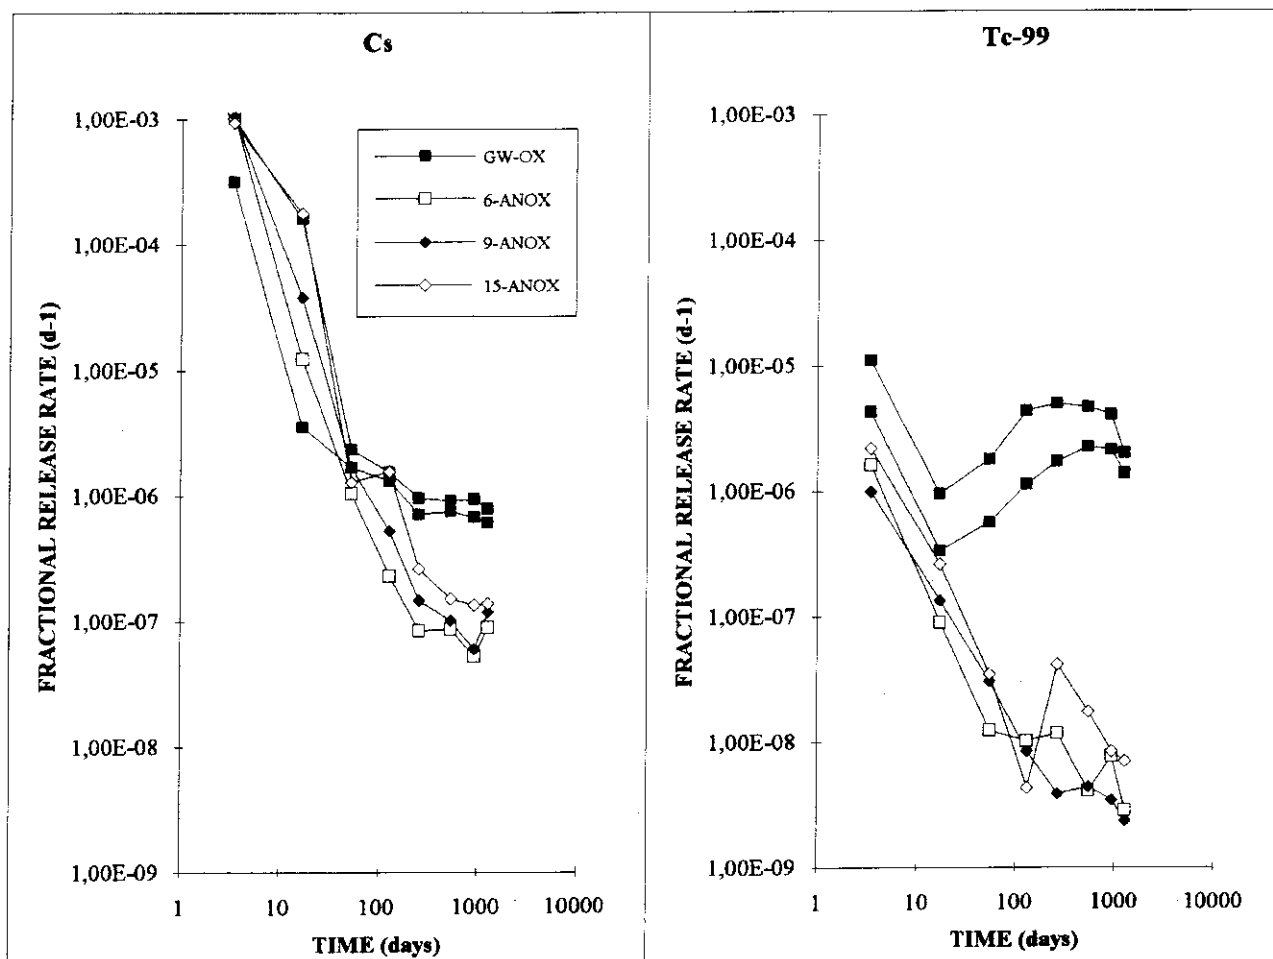 Cs
1,00E-03
1,00E-04
1,00E-05
1,00E-06
1,00E-07
1,00E-08
1,00E-09
FRACTIONAL RELEASE RATE (d-1)
1 10 100 1000 10000
TIME (days)
GW-OX
6-ANOX
9-ANOX
15-ANOX
Tc-99
1,00E-03
1,00E-04
1,00E-05
1,00E-06
1,00E-07
1,00E-08
1,00E-09
FRACTIONAL RELEASE RATE (d-1)
1 10 100 1000 10000
TIME (days)